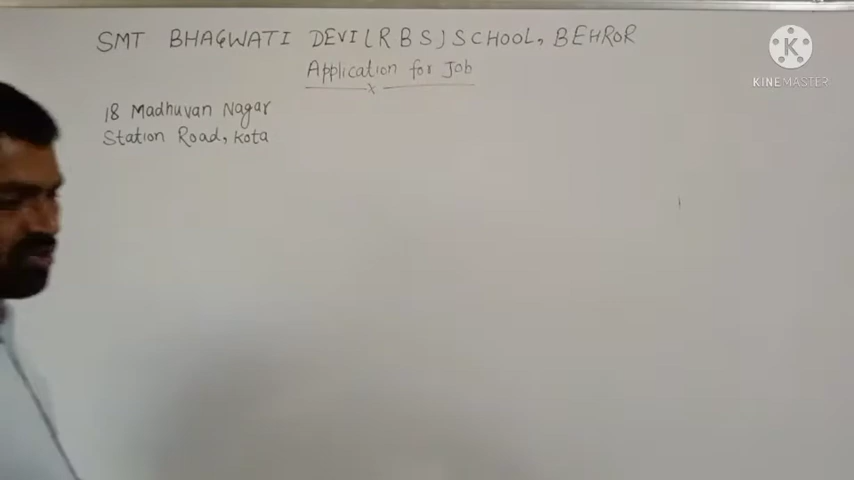 SMT BHAGWATI DEVI (R B S) SCHOOL, BEHROR
Application for Job
x
18 Madhuvan Nagar
Station Road, Kota
K
KINEMASTER